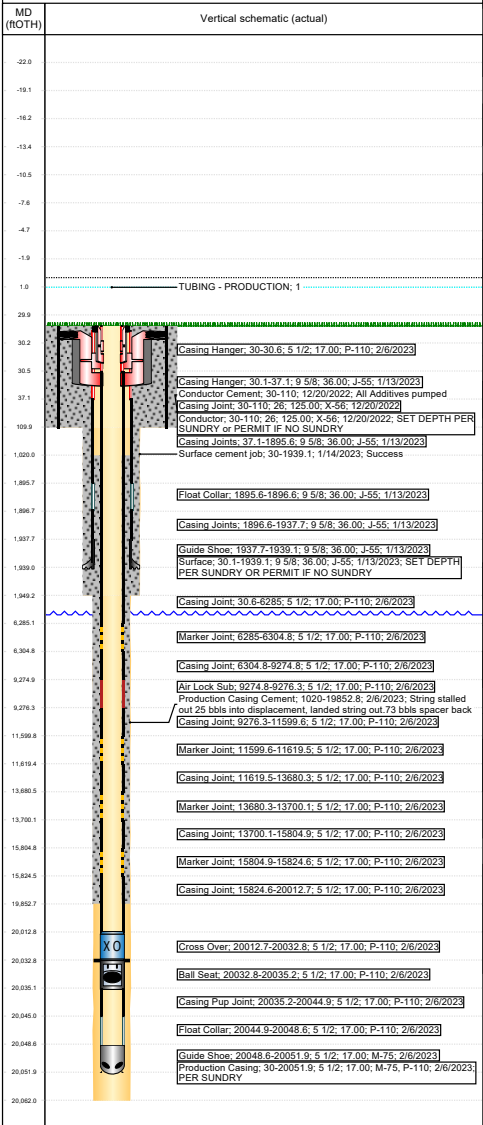 MD
(ftOTH)
Vertical schematic (actual)
-22.0
-19.1
-16.2
-13.4
-10.5
-7.6
-4.7
-1.9
1.0
TUBING - PRODUCTION; 1
29.9
30.2
Casing Hanger; 30-30.6; 5 1/2; 17.00; P-110; 2/6/2023
30.5
Casing Hanger; 30.1-37.1; 9 5/8; 36.00; J-55; 1/13/2023
37.1
Conductor Cement; 30-110; 12/20/2022; All Additives pumped
Casing Joint; 30-110; 26; 125.00; X-56; 12/20/2022
Conductor; 30-110; 26; 125.00; X-56; 12/20/2022; SET DEPTH PER
SUNDRY or PERMIT IF NO SUNDRY
109.9
Casing Joints; 37.1-1895.6; 9 5/8; 36.00; J-55; 1/13/2023
Surface cement job; 30-1939.1; 1/14/2023; Success
1,020.0
1,895.7
Float Collar; 1895.6-1896.6; 9 5/8; 36.00; J-55; 1/13/2023
1,896.7
Casing Joints; 1896.6-1937.7; 9 5/8; 36.00; J-55; 1/13/2023
1,937.7
Guide Shoe; 1937.7-1939.1; 9 5/8; 36.00; J-55; 1/13/2023
Surface; 30.1-1939.1; 9 5/8; 36.00; J-55; 1/13/2023; SET DEPTH
PER SUNDRY OR PERMIT IF NO SUNDRY
1,939.0
1,949.2
Casing Joint; 30.6-6285; 5 1/2; 17.00; P-110; 2/6/2023
6,285.1
Marker Joint; 6285-6304.8; 5 1/2; 17.00; P-110; 2/6/2023
6,304.8
Casing Joint; 6304.8-9274.8; 5 1/2; 17.00; P-110; 2/6/2023
9,274.9
Air Lock Sub; 9274.8-9276.3; 5 1/2; 17.00; P-110; 2/6/2023
Production Casing Cement; 1020-19852.8; 2/6/2023; String stalled
out 25 bbls into displacement, landed string out.73 bbls spacer back
9,276.3
Casing Joint; 9276.3-11599.6; 5 1/2; 17.00; P-110; 2/6/2023
11,599.8
Marker Joint; 11599.6-11619.5; 5 1/2; 17.00; P-110; 2/6/2023
11,619.4
Casing Joint; 11619.5-13680.3; 5 1/2; 17.00; P-110; 2/6/2023
13,680.5
Marker Joint; 13680.3-13700.1; 5 1/2; 17.00; P-110; 2/6/2023
13,700.1
Casing Joint; 13700.1-15804.9; 5 1/2; 17.00; P-110; 2/6/2023
15,804.8
Marker Joint; 15804.9-15824.6; 5 1/2; 17.00; P-110; 2/6/2023
15,824.5
Casing Joint; 15824.6-20012.7; 5 1/2; 17.00; P-110; 2/6/2023
19,852.7
20,012.8
XO
Cross Over; 20012.7-20032.8; 5 1/2; 17.00; P-110; 2/6/2023
20,032.8
Ball Seat; 20032.8-20035.2; 5 1/2; 17.00; P-110; 2/6/2023
20,035.1
Casing Pup Joint; 20035.2-20044.9; 5 1/2; 17.00; P-110; 2/6/2023
20,045.0
Float Collar; 20044.9-20048.6; 5 1/2; 17.00; P-110; 2/6/2023
20,048.6
Guide Shoe; 20048.6-20051.9; 5 1/2; 17.00; M-75; 2/6/2023
Production Casing; 30-20051.9; 5 1/2; 17.00; M-75, P-110; 2/6/2023;
PER SUNDRY
20,051.9
20,062.0